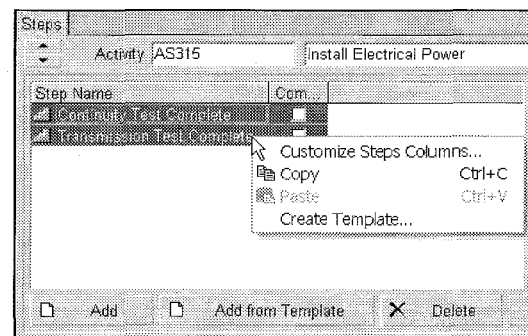 Steps
Activity AS315 Install Electrical Power
Step Name Com...
Continuity Test Complete
Transmission Test Complete
Customize Steps Columns...
Copy Ctrl+C
Paste Ctrl+V
Create Template...
Add Add from Template Delete